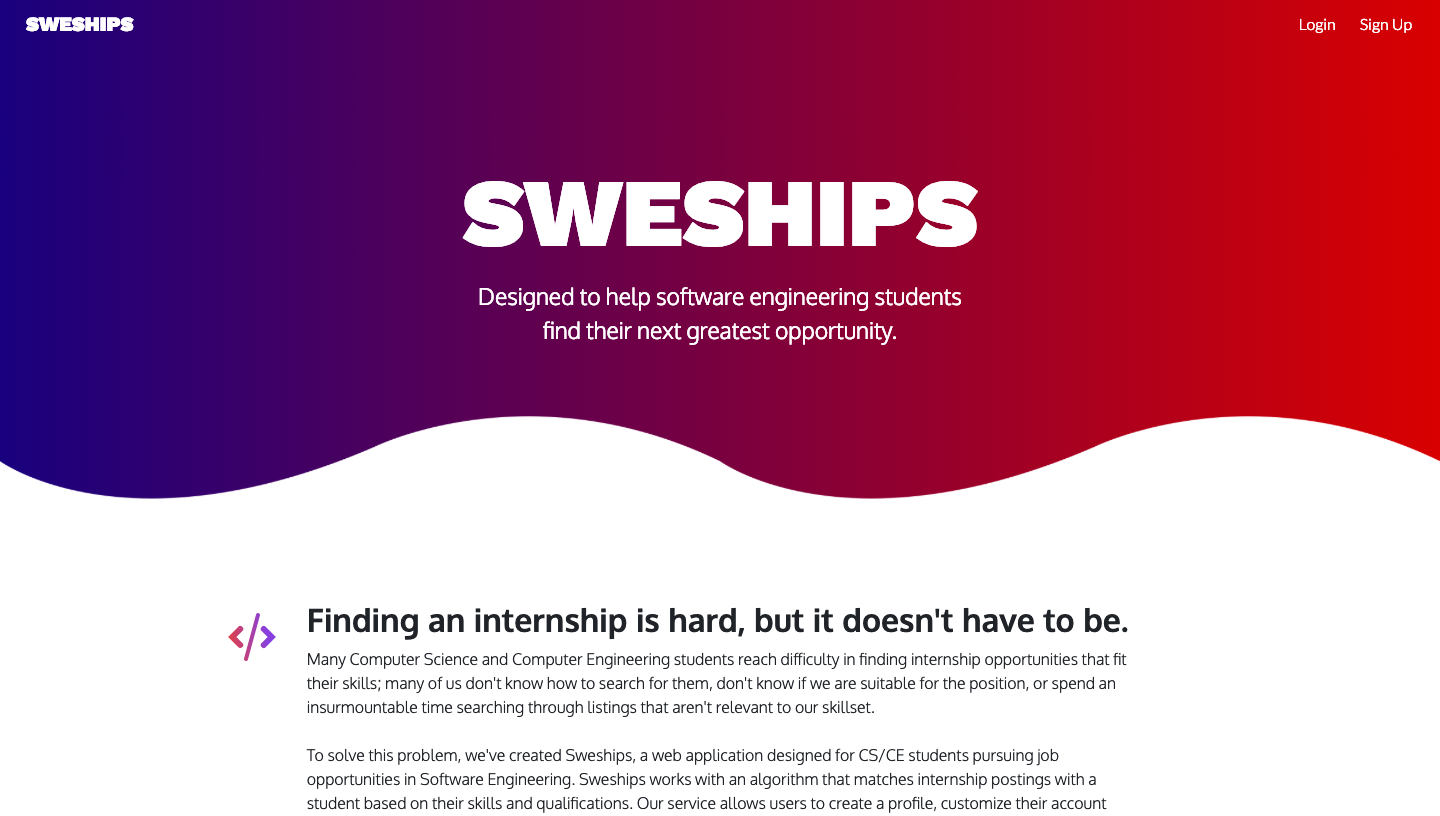 SWESHIPS
Login
Sign Up
SWESHIPS
Designed to help software engineering students
find their next greatest opportunity.
Finding an internship is hard, but it doesn't have to be.
Many Computer Science and Computer Engineering students reach difficulty in finding internship opportunities that fit
their skills; many of us don't know how to search for them, don't know if we are suitable for the position, or spend an
insurmountable time searching through listings that aren't relevant to our skillset.
To solve this problem, we've created Sweships, a web application designed for CS/CE students pursuing job
opportunities in Software Engineering. Sweships works with an algorithm that matches internship postings with a
student based on their skills and qualifications. Our service allows users to create a profile, customize their account